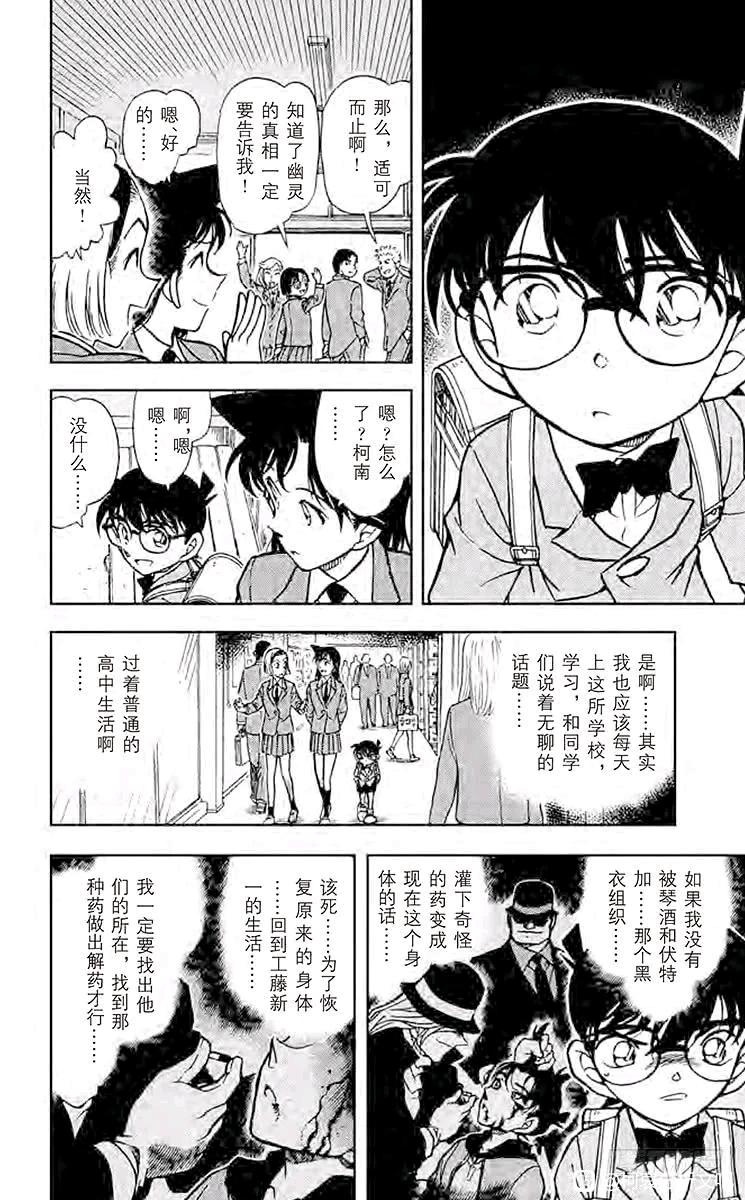 那么，适可
而止啊！
知道了幽灵
的真相一定
要告诉我！
嗯、好
的……
当然！
嗯？怎么
了？柯南
……
啊，嗯
嗯……
没什么……
是啊……其实
我也应该每天
上这所学校，
学习，和同学
们说着无聊的
话题……
过着普通的
高中生活啊
……
如果我没有
被琴酒和伏特
加……那个黑
衣组织……
灌下奇怪
的药变成
现在这个身
体的话……
该死……为了恢
复原来的身体
……回到工藤新
一的生活……
我一定要找出他
们的所在，找到那
种药做出解药才行……